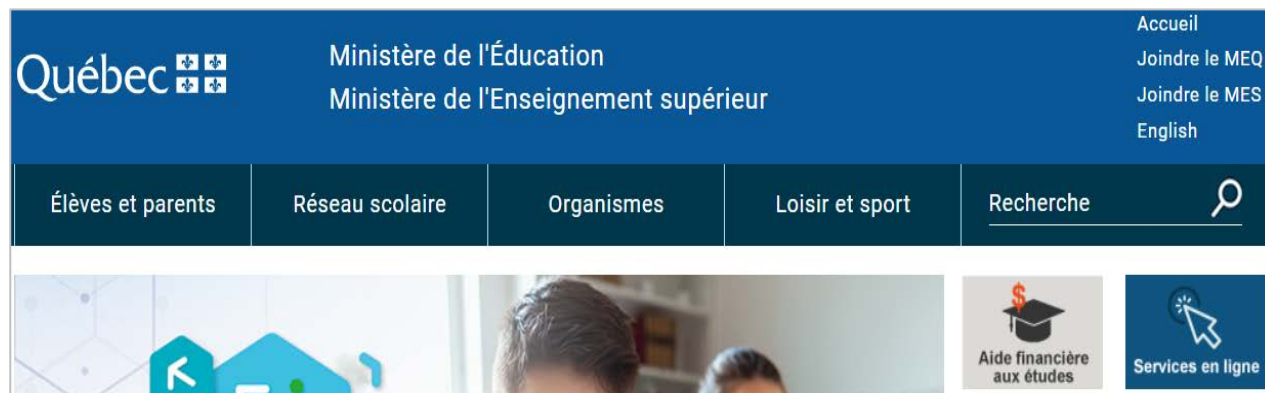 Québec
Ministère de l'Éducation
Ministère de l'Enseignement supérieur
Accueil
Joindre le MEQ
Joindre le MES
English
Élèves et parents
Réseau scolaire
Organismes
Loisir et sport
Recherche
Aide financière
aux études
Services en ligne